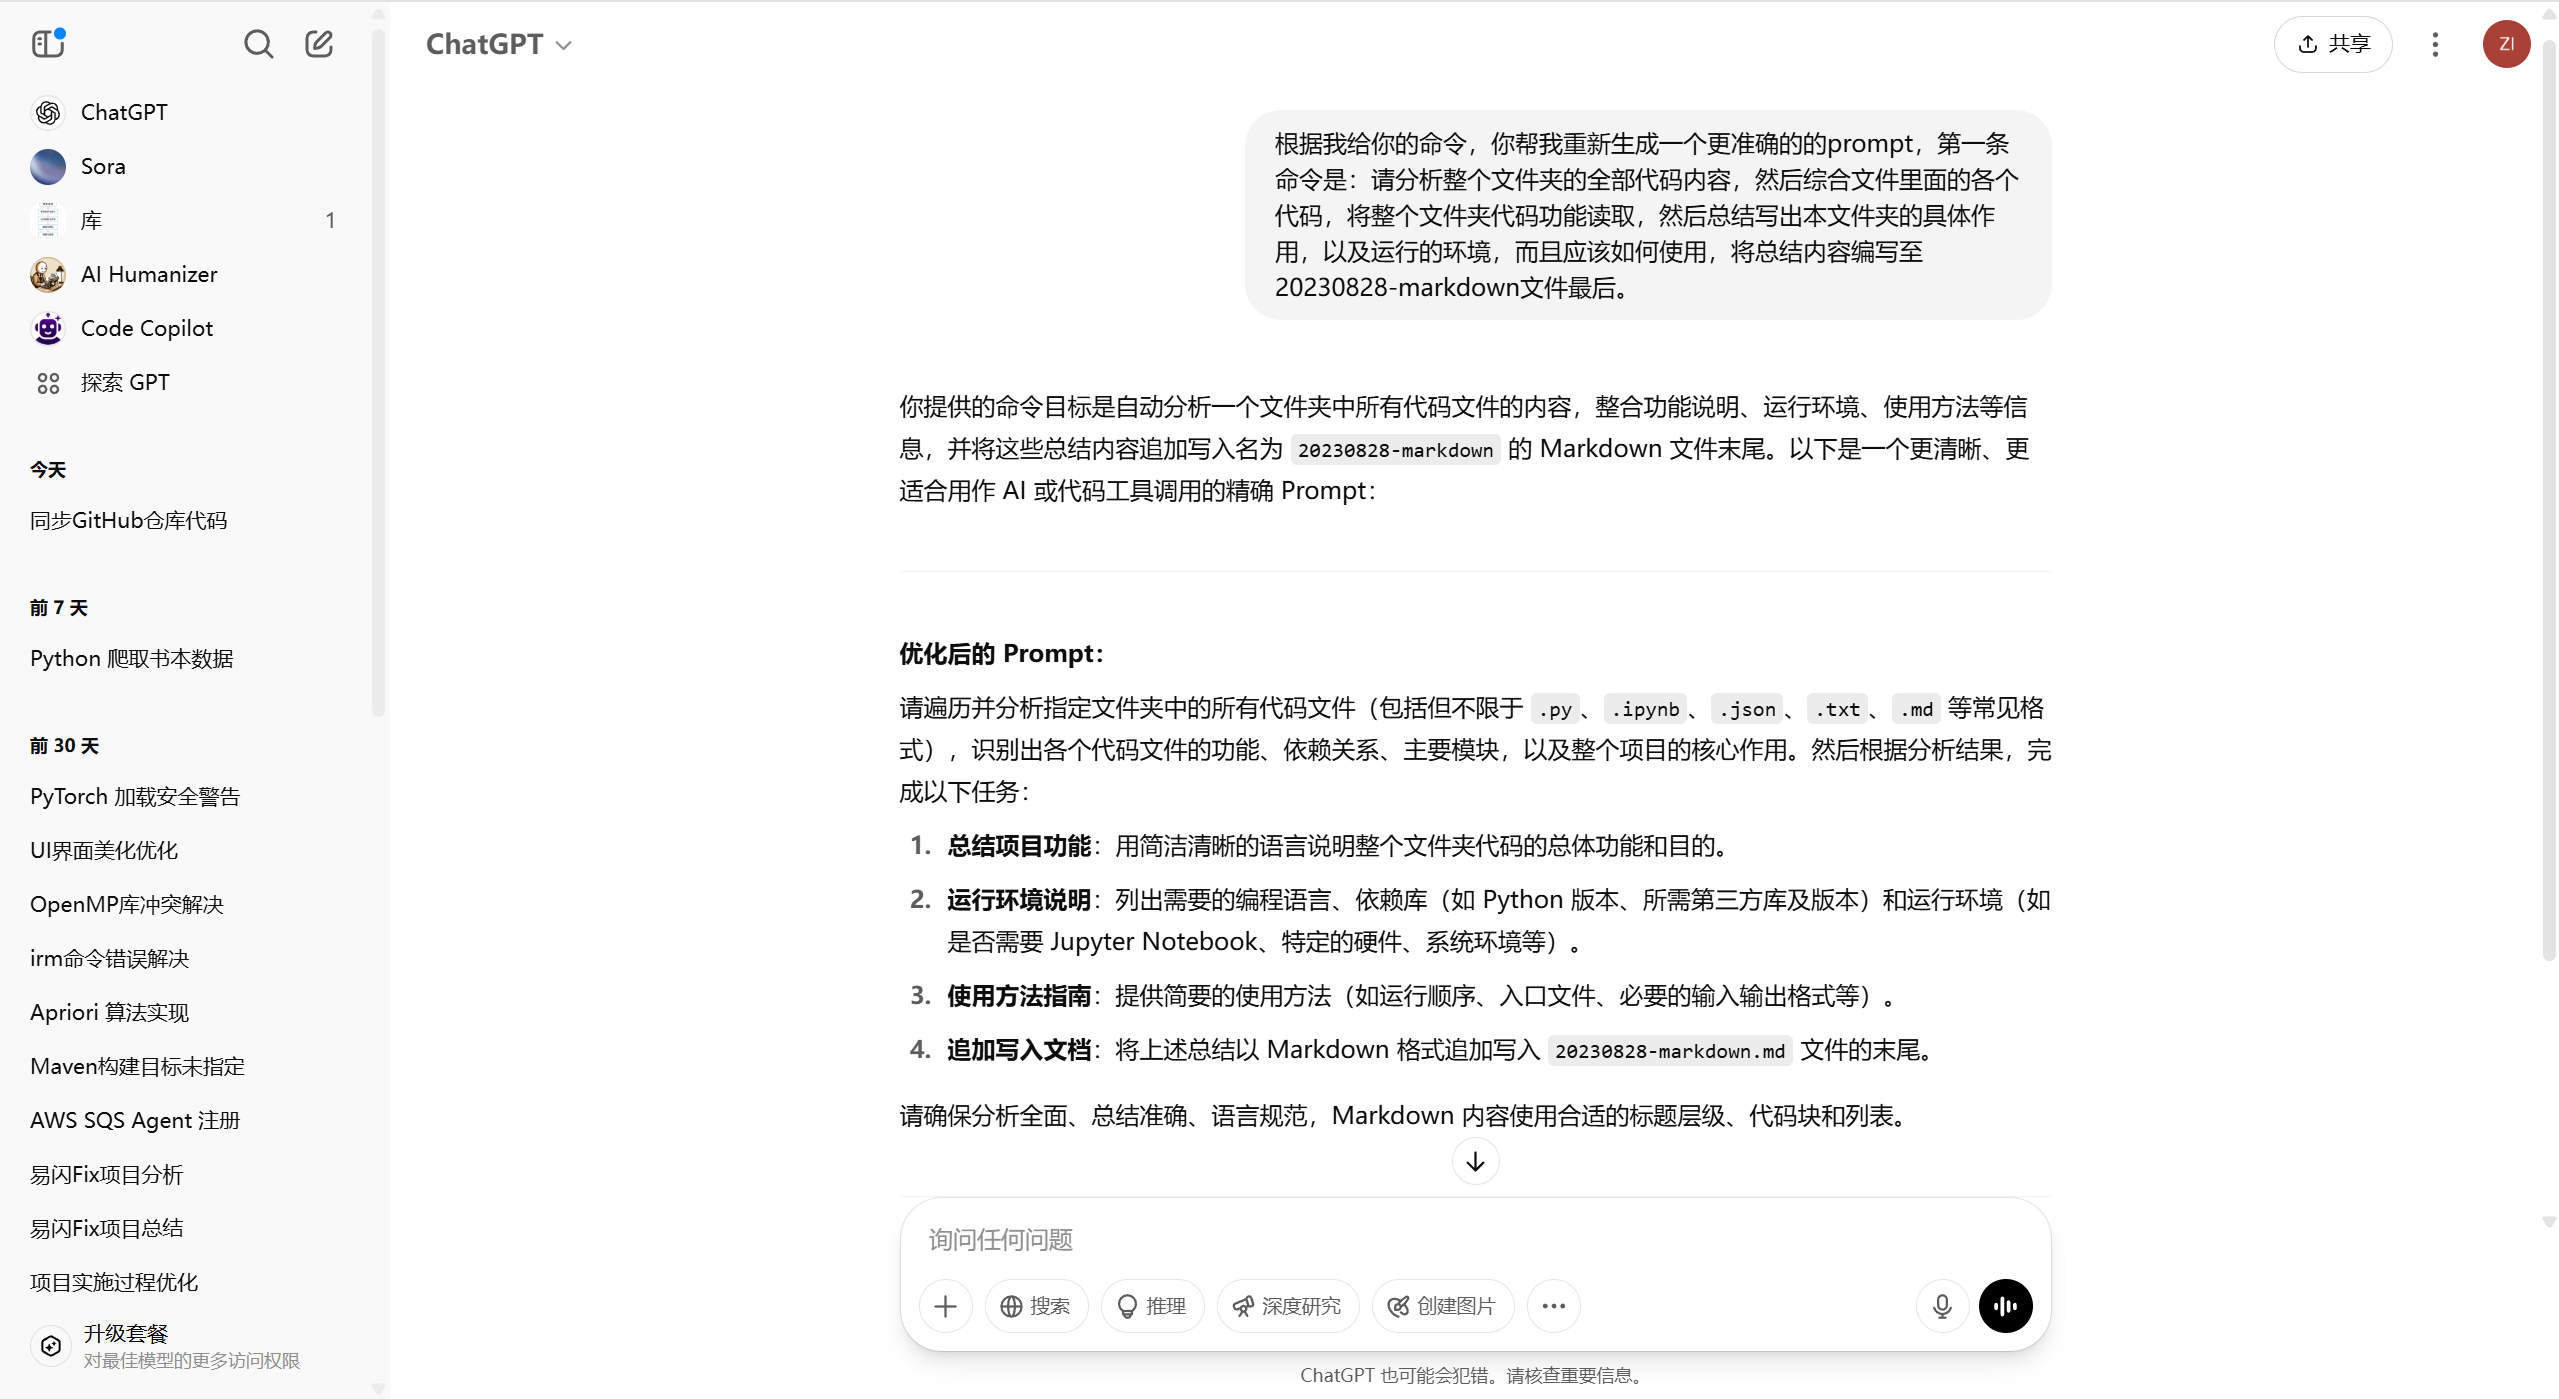 ChatGPT
Sora
库
1
AI Humanizer
Code Copilot
探索 GPT
今天
同步GitHub仓库代码
前 7 天
Python 爬取书本数据
前 30 天
PyTorch 加载安全警告
UI界面美化优化
OpenMP库冲突解决
irm命令错误解决
Apriori 算法实现
Maven构建目标未指定
AWS SQS Agent 注册
易闪Fix项目分析
易闪Fix项目总结
项目实施过程优化
升级套餐
对最佳模型的更多访问权限
ChatGPT
共享
ZI
根据我给你的命令，你帮我重新生成一个更准确的的prompt，第一条
命令是：请分析整个文件夹的全部代码内容，然后综合文件里面的各个
代码，将整个文件夹代码功能读取，然后总结写出本文件夹的具体作
用，以及运行的环境，而且应该如何使用，将总结内容编写至
20230828-markdown文件最后。
你提供的命令目标是自动分析一个文件夹中所有代码文件的内容，整合功能说明、运行环境、使用方法等信
息，并将这些总结内容追加写入名为 20230828-markdown 的 Markdown 文件末尾。以下是一个更清晰、更
适合用作 AI 或代码工具调用的精确 Prompt：
优化后的 Prompt：
请遍历并分析指定文件夹中的所有代码文件（包括但不限于 .py、.ipynb、.json、.txt、.md 等常见格
式），识别出各个代码文件的功能、依赖关系、主要模块，以及整个项目的核心作用。然后根据分析结果，完
成以下任务：
1. 总结项目功能：用简洁清晰的语言说明整个文件夹代码的总体功能和目的。
2. 运行环境说明：列出需要的编程语言、依赖库（如 Python 版本、所需第三方库及版本）和运行环境（如
是否需要 Jupyter Notebook、特定的硬件、系统环境等）。
3. 使用方法指南：提供简要的使用方法（如运行顺序、入口文件、必要的输入输出格式等）。
4. 追加写入文档：将上述总结以 Markdown 格式追加写入 20230828-markdown.md 文件的末尾。
请确保分析全面、总结准确、语言规范，Markdown 内容使用合适的标题层级、代码块和列表。
询问任何问题
搜索
推理
深度研究
创建图片
ChatGPT 也可能会犯错。请核查重要信息。